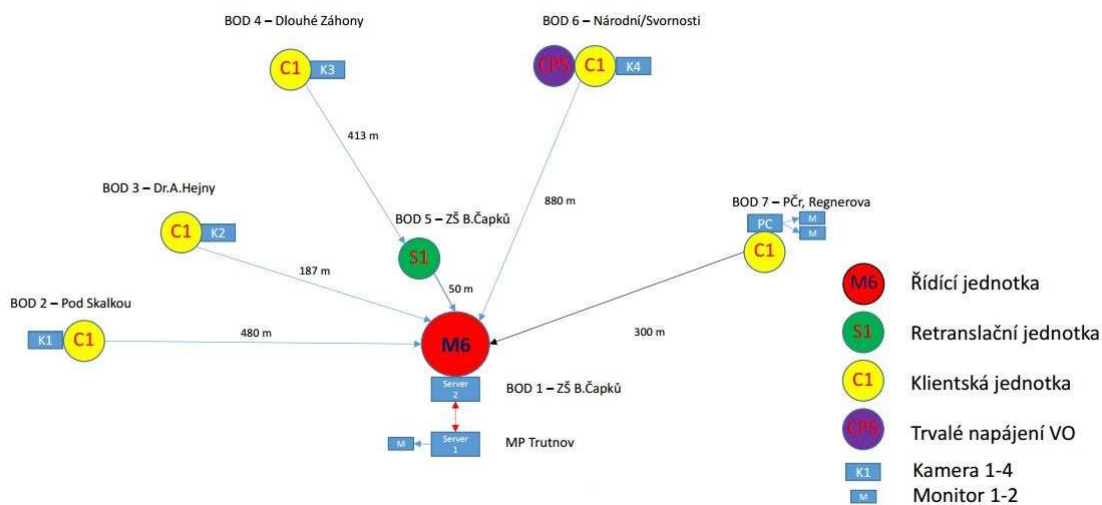 BOD 4 – Dlouhé Záhony
BOD 6 – Národní/Svornosti
C1
K3
CP5
C1
K4
413 m
BOD 3 – Dr.A.Hejny
BOD 5 – ZŠ B.Čapků
880 m
BOD 7 – PČr, Regnerova
C1
K2
PC
M
M
S1
C1
187 m
50 m
M6
Řídící jednotka
BOD 2 – Pod Skalkou
300 m
S1
Retranslační jednotka
K1
C1
480 m
M6
C1
Klientská jednotka
Server
2
BOD 1 – ZŠ B.Čapků
CP5
Trvalé napájení VO
M
Server
1
MP Trutnov
K1
Kamera 1-4
M
Monitor 1-2